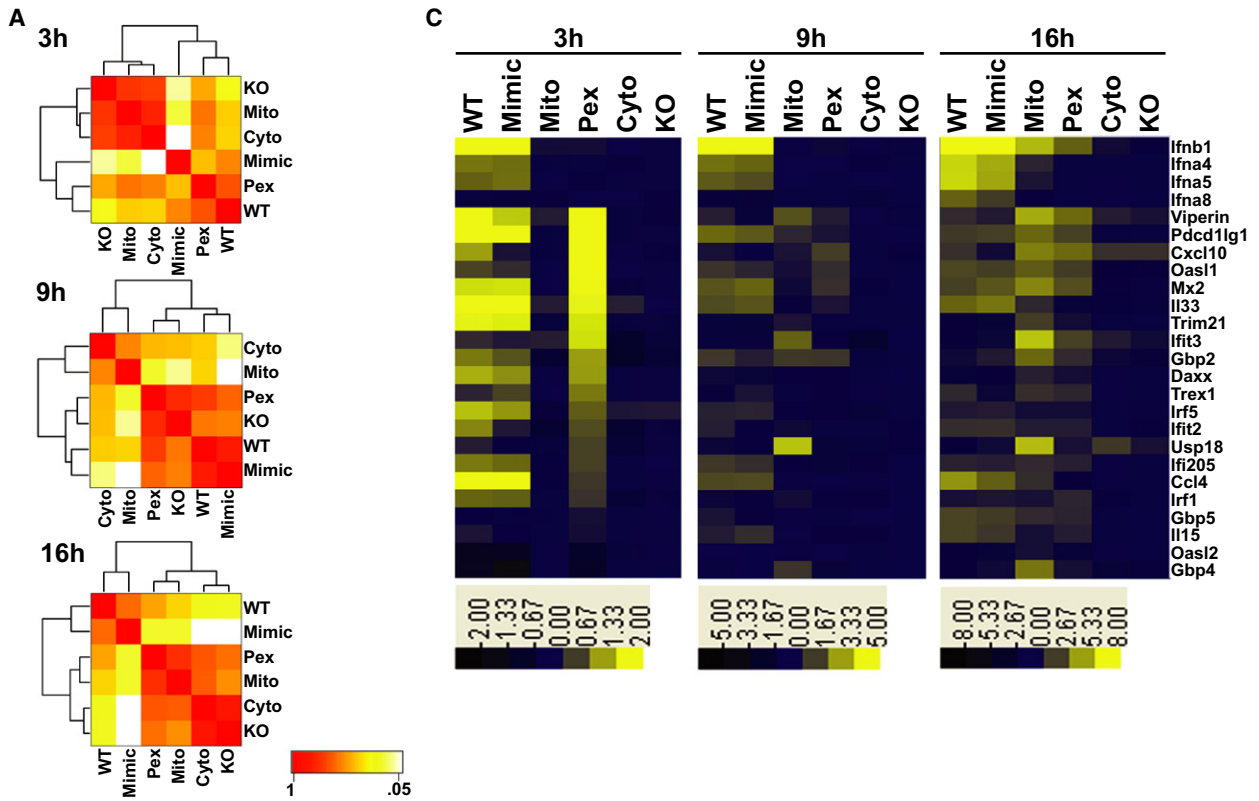 A
3h
KO
Mito
Cyto
Mimic
Pex
WT
KO Mito Cyto Mimic Pex WT
9h
Cyto
Mito
Pex
KO
WT
Mimic
Cyto Mito Pex KO WT Mimic
16h
WT
Mimic
Pex
Mito
Cyto
KO
WT Mimic Pex Mito Cyto KO
1 .05
C
3h 9h 16h
WT Mimic Mito Pex Cyto KO WT Mimic Mito Pex Cyto KO WT Mimic Mito Pex Cyto KO
Ifnb1
Ifna4
Ifna5
Ifna8
Viperin
Pdcd1lg1
Cxcl10
Oasl1
Mx2
Il33
Trim21
Ifit3
Gbp2
Daxx
Trex1
Irf5
Ifit2
Usp18
Ifi205
Ccl4
Irf1
Gbp5
Il15
Oasl2
Gbp4
-2.00 -1.33 -0.67 0.00 0.67 1.33 2.00
-5.00 -3.33 -1.67 0.00 1.67 3.33 5.00
-8.00 -5.33 -2.67 0.00 2.67 5.33 8.00